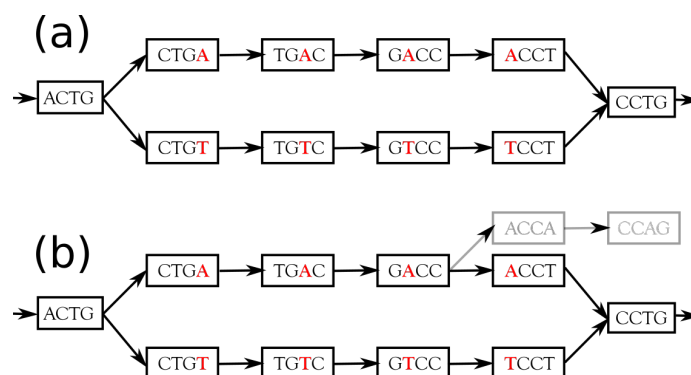 (a)
CTGA TGAC GACC ACCT
ACTG CCTG
CTGT TGTC GTCC TCCT
ACCA CCAG
(b)
CTGA TGAC GACC ACCT
ACTG CCTG
CTGT TGTC GTCC TCCT